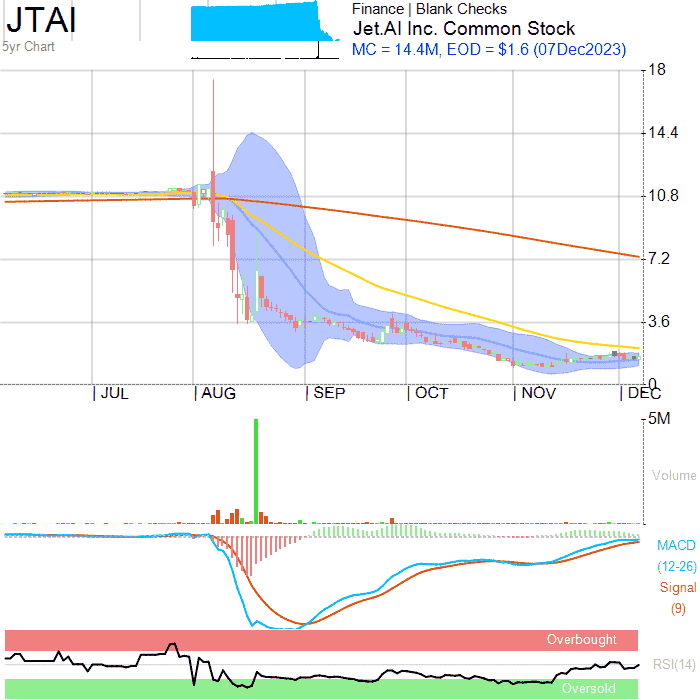 JTAI
5yr Chart
Finance | Blank Checks
Jet.AI Inc. Common Stock
MC = 14.4M, EOD = $1.6 (07Dec2023)
18
14.4
10.8
7.2
3.6
0
JUL AUG SEP OCT NOV DEC
5M
Volume
MACD
(12-26)
Signal
(9)
Overbought
RSI(14)
Oversold